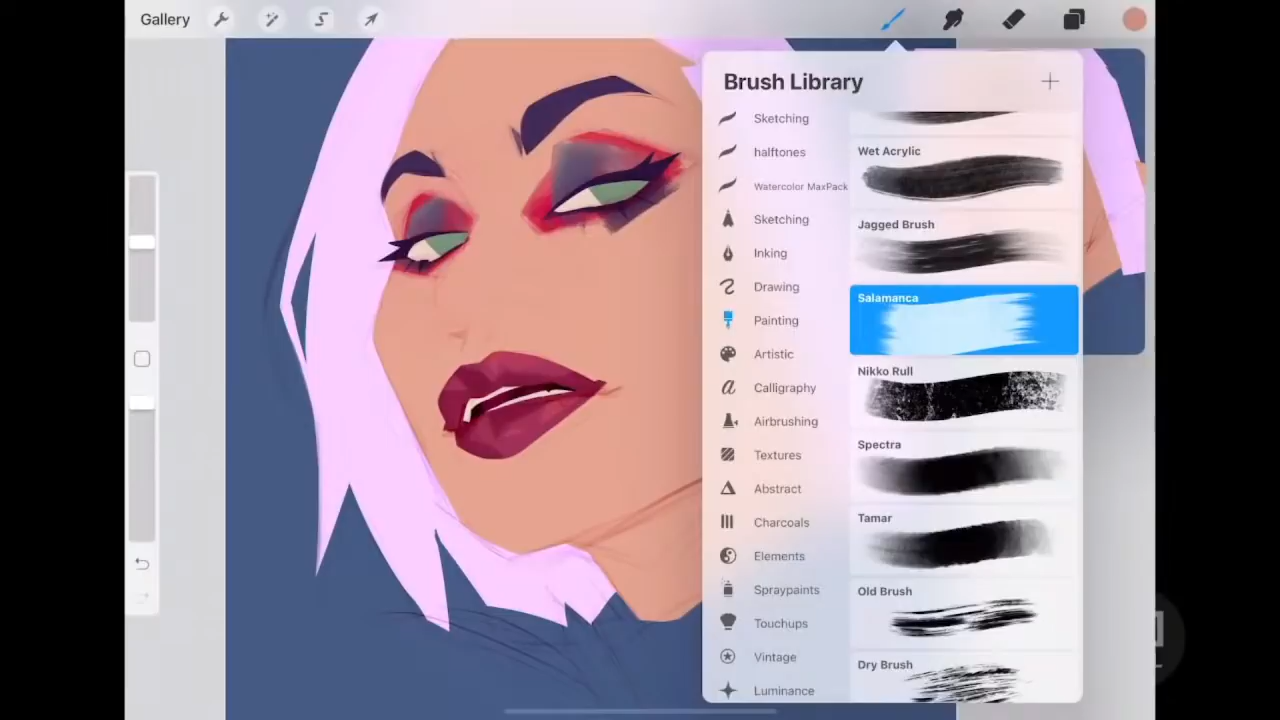 Gallery
Brush Library
Sketching
halftones
Watercolor MaxPack
Sketching
Inking
Drawing
Painting
Artistic
Calligraphy
Airbrushing
Textures
Abstract
Charcoals
Elements
Spraypaints
Touchups
Vintage
Luminance
Wet Acrylic
Jagged Brush
Salamanca
Nikko Rull
Spectra
Tamar
Old Brush
Dry Brush